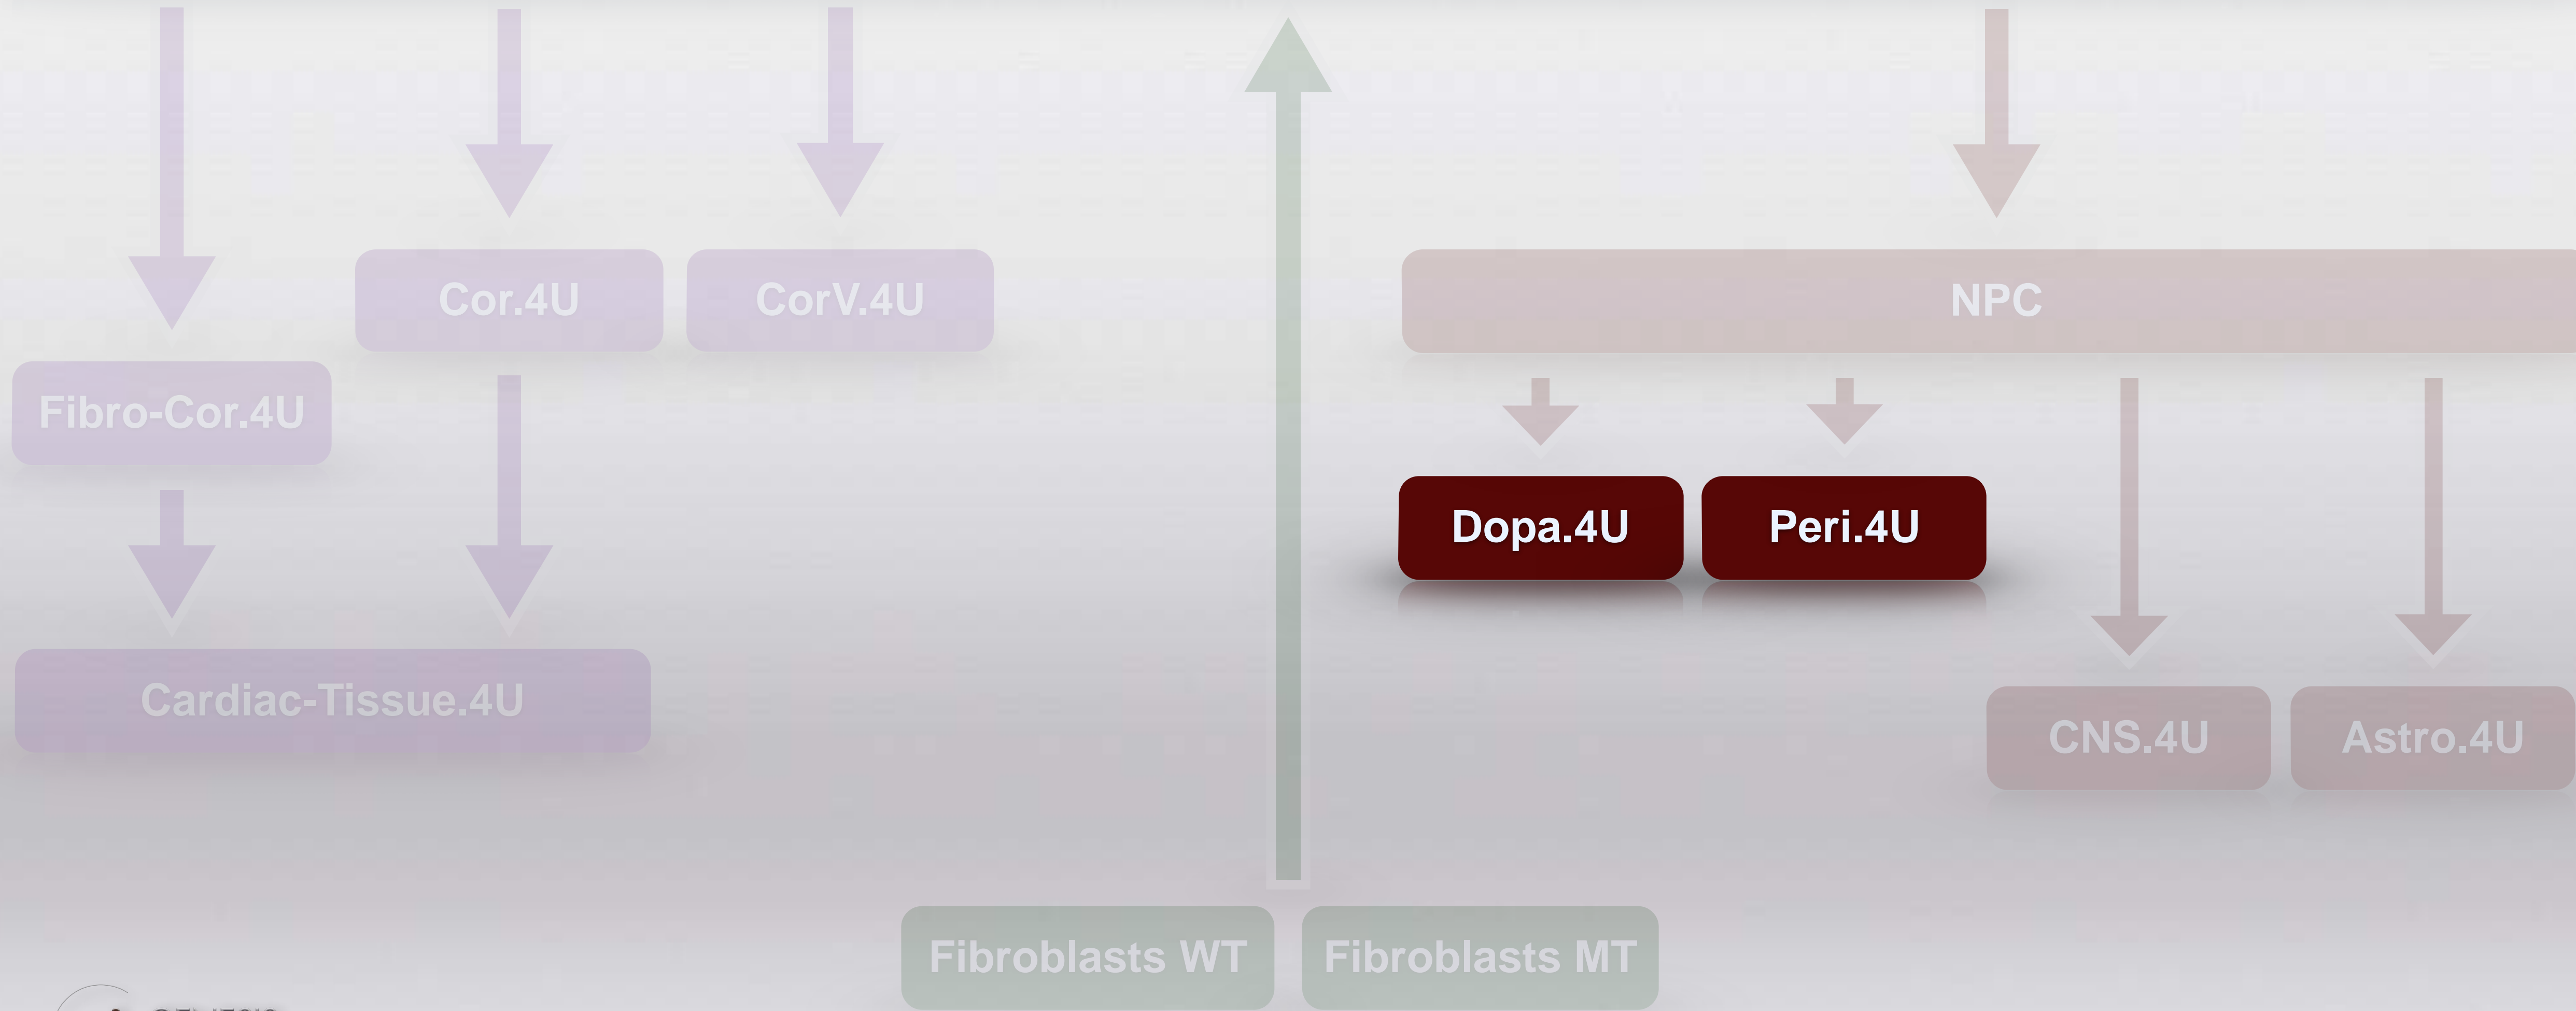 Cor.4U
CorV.4U
NPC
Fibro-Cor.4U
Dopa.4U
Peri.4U
Cardiac-Tissue.4U
CNS.4U
Astro.4U
Fibroblasts WT
Fibroblasts MT